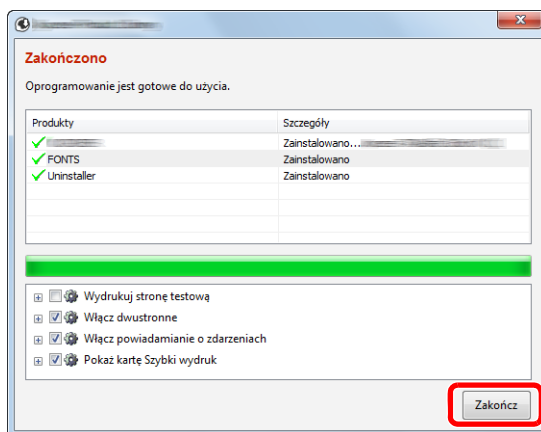 Zakończono
Oprogramowanie jest gotowe do użycia.
Produkty Szczegóły
Zainstalowano...
FONTS Zainstalowano
Uninstaller Zainstalowano
Wydrukuj stronę testową
Włącz dwustronne
Włącz powiadamianie o zdarzeniach
Pokaż kartę Szybki wydruk
Zakończ